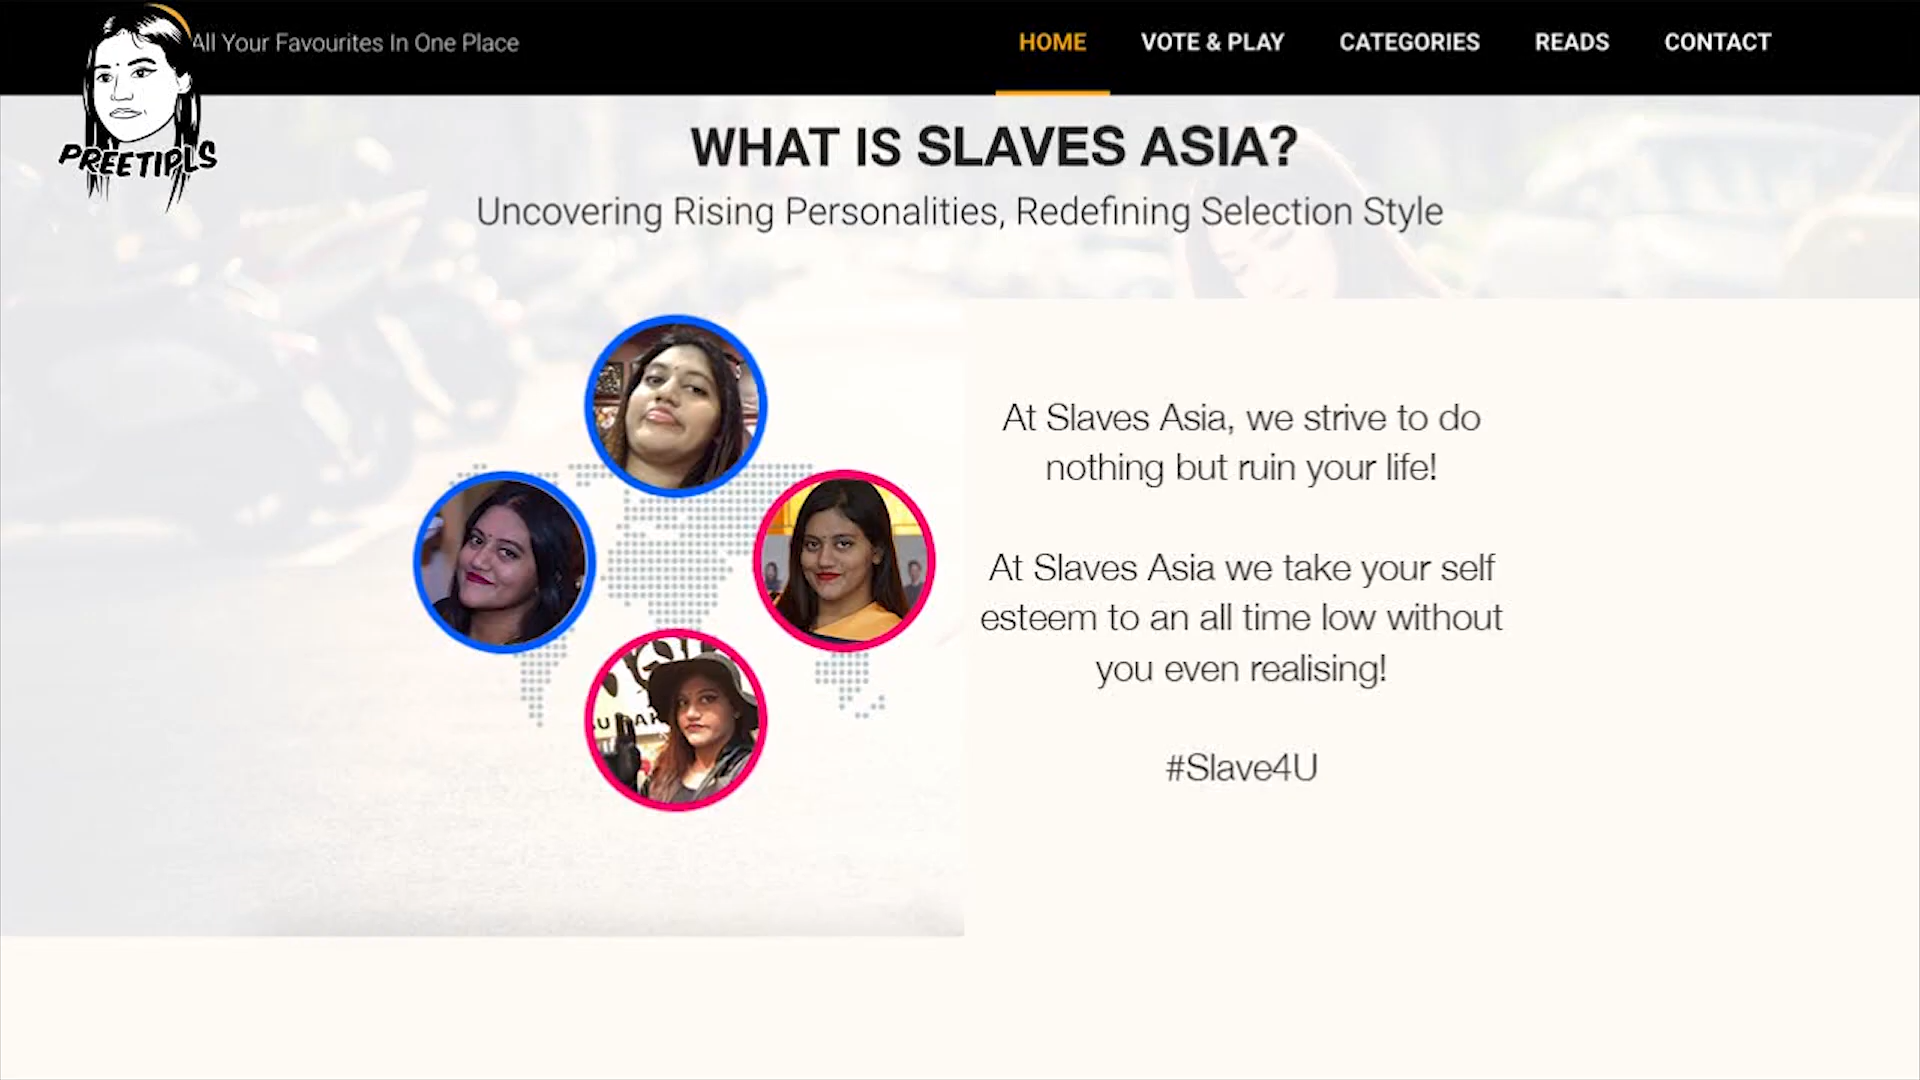 All Your Favourites In One Place
HOME
VOTE & PLAY
CATEGORIES
READS
CONTACT
PREETIPLS
WHAT IS SLAVES ASIA?
Uncovering Rising Personalities, Redefining Selection Style
At Slaves Asia, we strive to do
nothing but ruin your life!
At Slaves Asia we take your self
esteem to an all time low without
you even realising!
#Slave4U